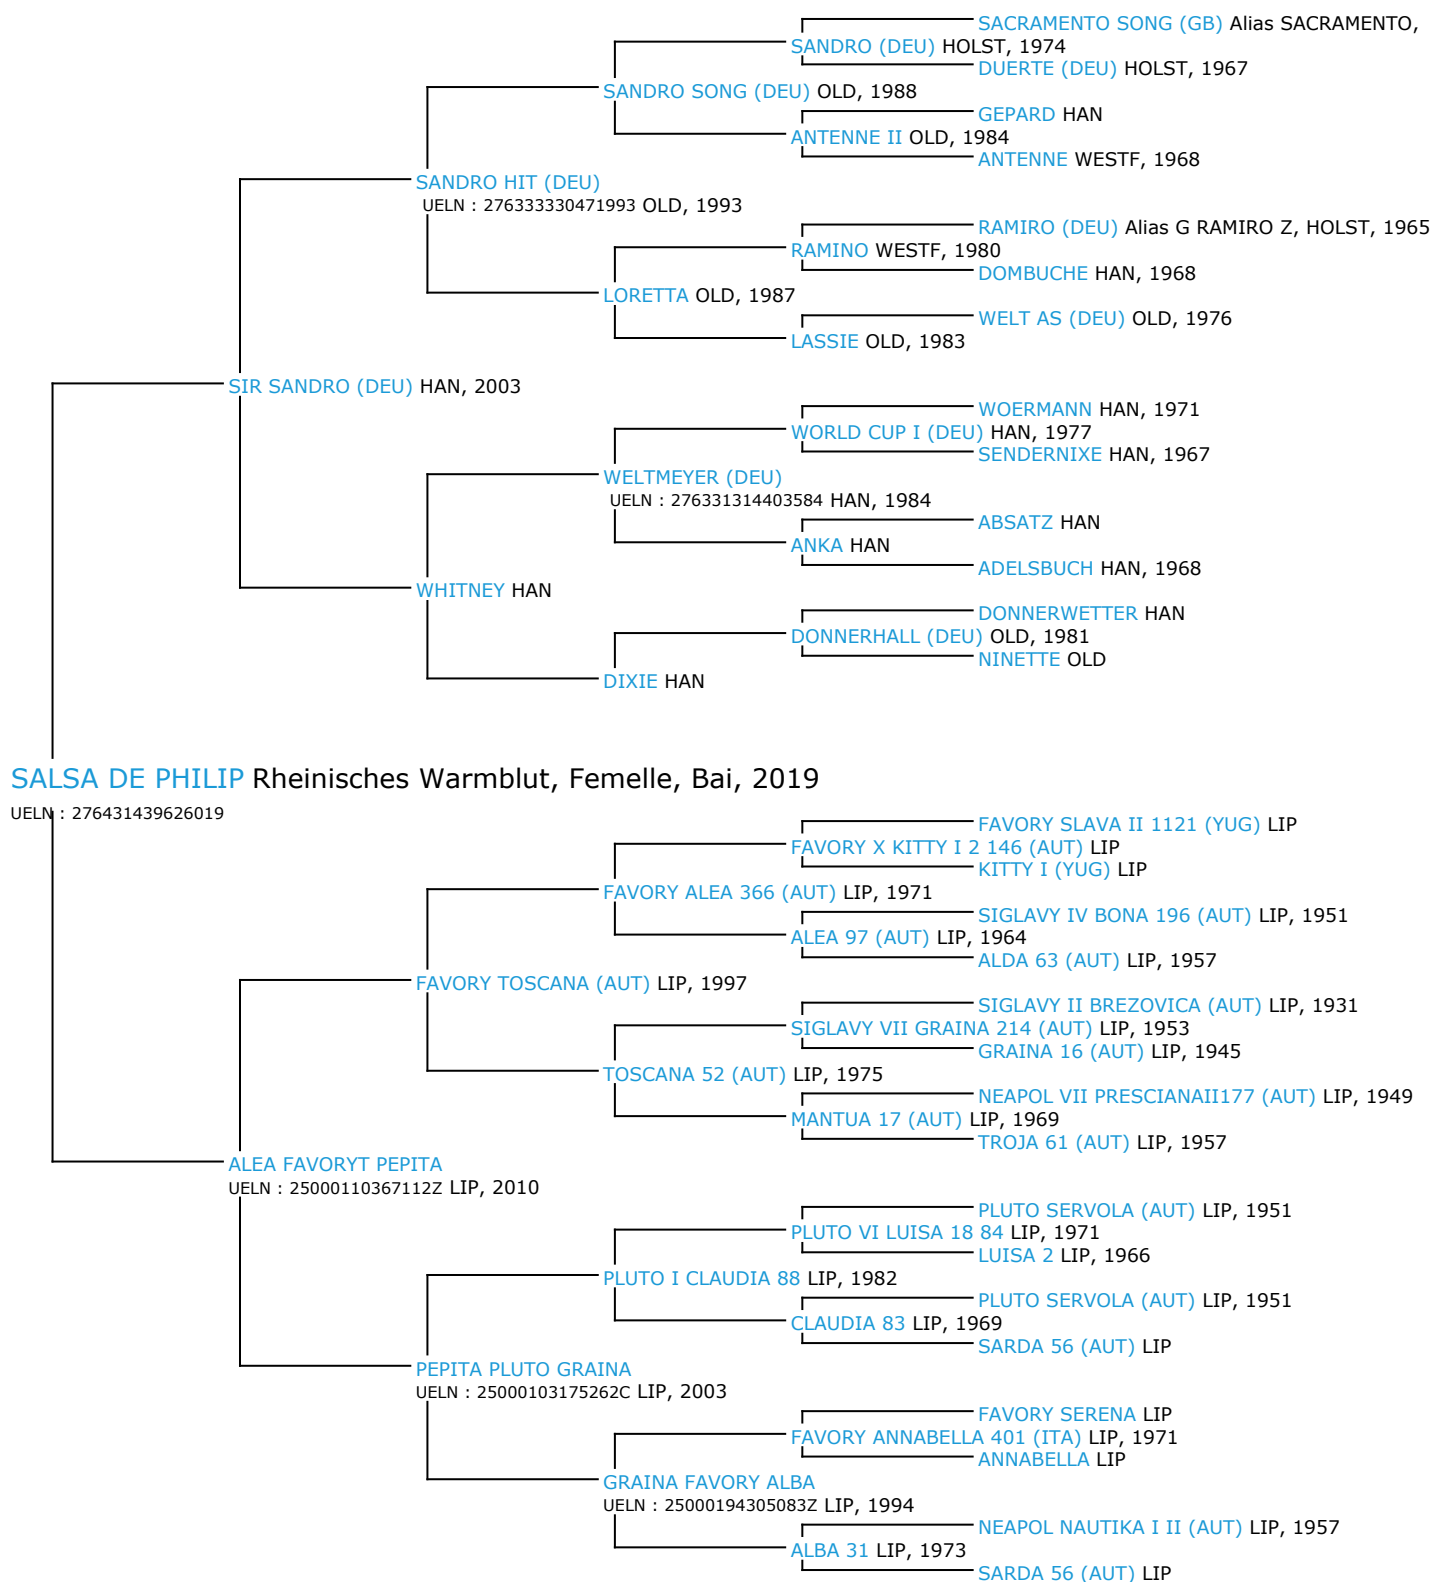 SACRAMENTO SONG (GB) Alias SACRAMENTO,
SANDRO (DEU) HOLST, 1974
DUERTE (DEU) HOLST, 1967
SANDRO SONG (DEU) OLD, 1988
GEPARD HAN
ANTENNE II OLD, 1984
ANTENNE WESTF, 1968
SANDRO HIT (DEU)
UELN : 276333330471993 OLD, 1993
RAMIRO (DEU) Alias G RAMIRO Z, HOLST, 1965
RAMINO WESTF, 1980
DOMBUCHE HAN, 1968
LORETTA OLD, 1987
WELT AS (DEU) OLD, 1976
LASSIE OLD, 1983
SIR SANDRO (DEU) HAN, 2003
WOERMANN HAN, 1971
WORLD CUP I (DEU) HAN, 1977
SENDERNIXE HAN, 1967
WELTMEYER (DEU)
UELN : 276331314403584 HAN, 1984
ABSATZ HAN
ANKA HAN
ADELSBUCH HAN, 1968
WHITNEY HAN
DONNERWETTER HAN
DONNERHALL (DEU) OLD, 1981
NINETTE OLD
DIXIE HAN
SALSA DE PHILIP Rheinisches Warmblut, Femelle, Bai, 2019
UELN : 276431439626019
FAVORY SLAVA II 1121 (YUG) LIP
FAVORY X KITTY I 2 146 (AUT) LIP
KITTY I (YUG) LIP
FAVORY ALEA 366 (AUT) LIP, 1971
SIGLAVY IV BONA 196 (AUT) LIP, 1951
ALEA 97 (AUT) LIP, 1964
ALDA 63 (AUT) LIP, 1957
FAVORY TOSCANA (AUT) LIP, 1997
SIGLAVY II BREZOVICA (AUT) LIP, 1931
SIGLAVY VII GRAINA 214 (AUT) LIP, 1953
GRAINA 16 (AUT) LIP, 1945
TOSCANA 52 (AUT) LIP, 1975
NEAPOL VII PRESCIANAII177 (AUT) LIP, 1949
MANTUA 17 (AUT) LIP, 1969
TROJA 61 (AUT) LIP, 1957
ALEA FAVORYT PEPITA
UELN : 25000110367112Z LIP, 2010
PLUTO SERVOLA (AUT) LIP, 1951
PLUTO VI LUISA 18 84 LIP, 1971
LUISA 2 LIP, 1966
PLUTO I CLAUDIA 88 LIP, 1982
PLUTO SERVOLA (AUT) LIP, 1951
CLAUDIA 83 LIP, 1969
SARDA 56 (AUT) LIP
PEPITA PLUTO GRAINA
UELN : 25000103175262C LIP, 2003
FAVORY SERENA LIP
FAVORY ANNABELLA 401 (ITA) LIP, 1971
ANNABELLA LIP
GRAINA FAVORY ALBA
UELN : 25000194305083Z LIP, 1994
NEAPOL NAUTIKA I II (AUT) LIP, 1957
ALBA 31 LIP, 1973
SARDA 56 (AUT) LIP